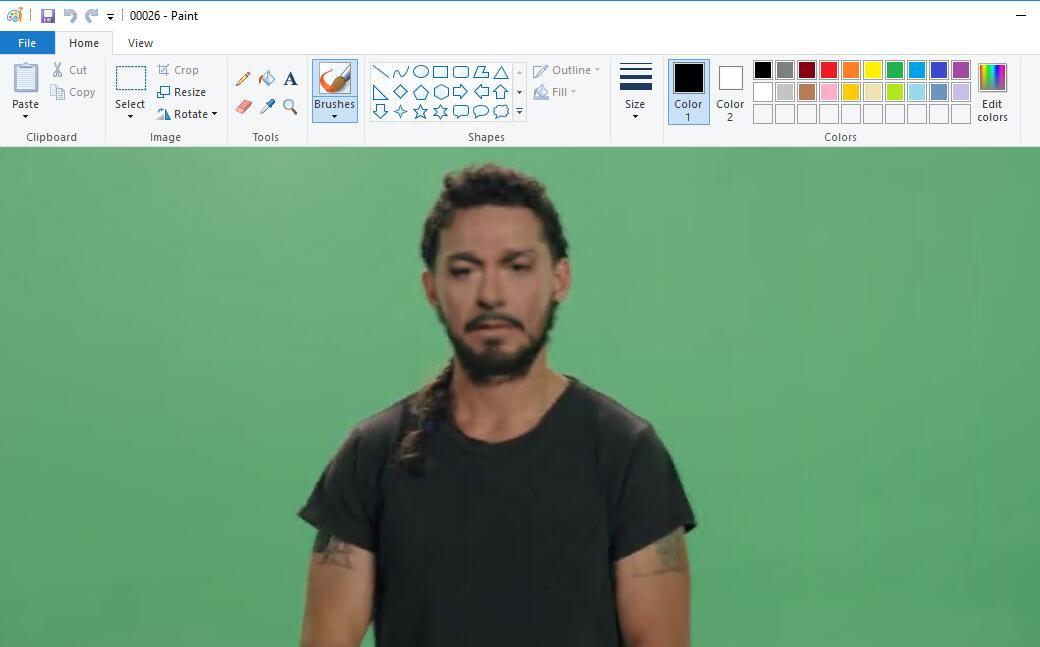 00026 - Paint
File Home View
Paste
Cut
Copy
Clipboard
Select
Crop
Resize
Rotate
Image
A
Tools
Brushes
Shapes
Outline
Fill
Size
Color 1
Color 2
Edit colors
Colors